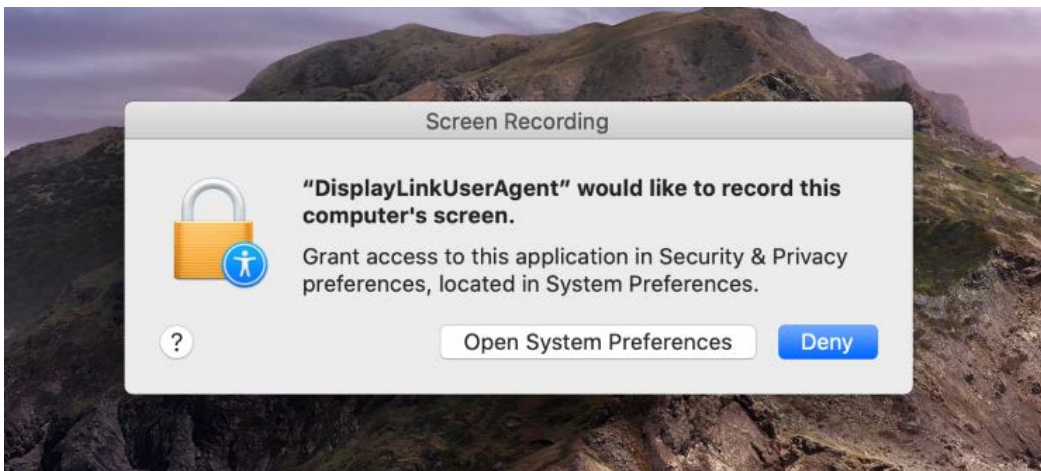 Screen Recording
“DisplayLinkUserAgent” would like to record this
computer's screen.
Grant access to this application in Security & Privacy
preferences, located in System Preferences.
?
Open System Preferences
Deny